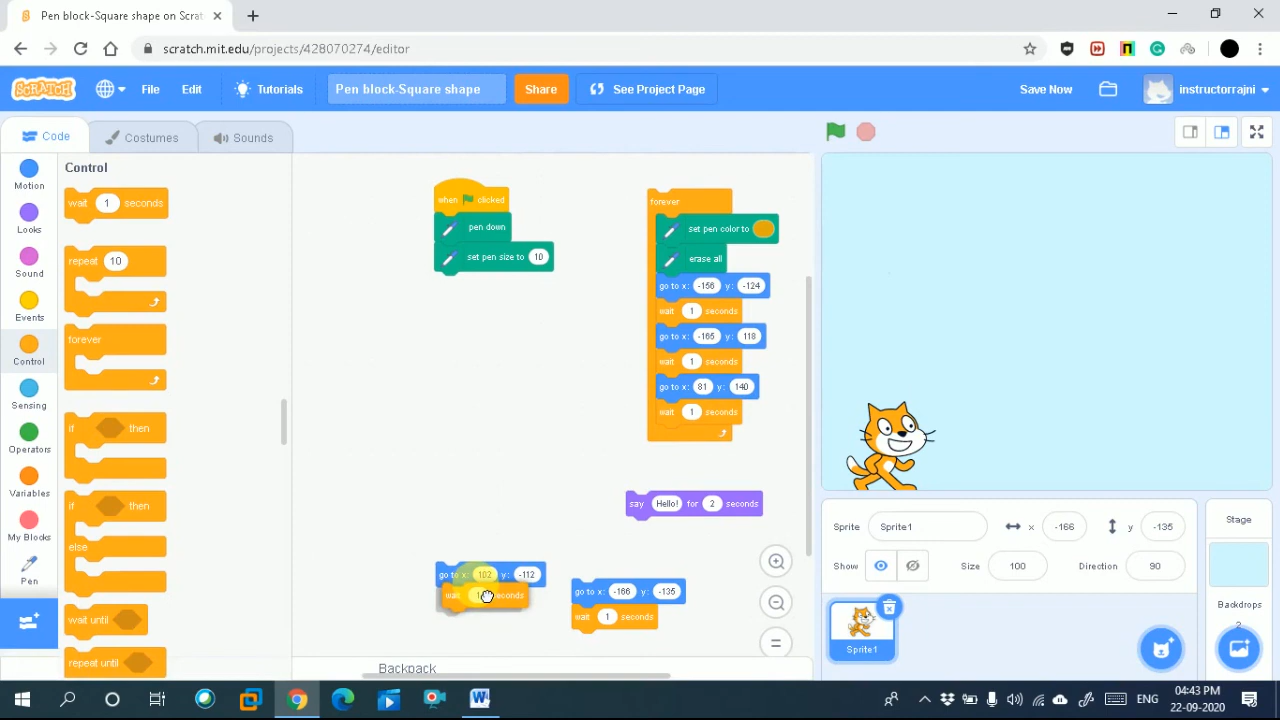 Pen block-Square shape on Scrat
scratch.mit.edu/projects/428070274/editor
SCRATCH
File
Edit
Tutorials
Pen block-Square shape
Share
See Project Page
Save Now
instructorrajni
Code
Costumes
Sounds
Motion
Looks
Sound
Events
Control
Sensing
Operators
Variables
My Blocks
Pen
Control
wait 1 seconds
repeat 10
forever
if then
if then
else
wait until
repeat until
when clicked
pen down
set pen size to 10
forever
set pen color to
erase all
go to x: -156 y: -124
wait 1 seconds
go to x: -165 y: 118
wait 1 seconds
go to x: 81 y: 140
wait 1 seconds
say Hello! for 2 seconds
go to x: 102 y: -112
wait seconds
go to x: -166 y: -135
wait 1 seconds
Backpack
Sprite Sprite1 x -166 y -135
Show Size 100 Direction 90
Sprite1
Stage
Backdrops
2
ENG
04:43 PM
22-09-2020